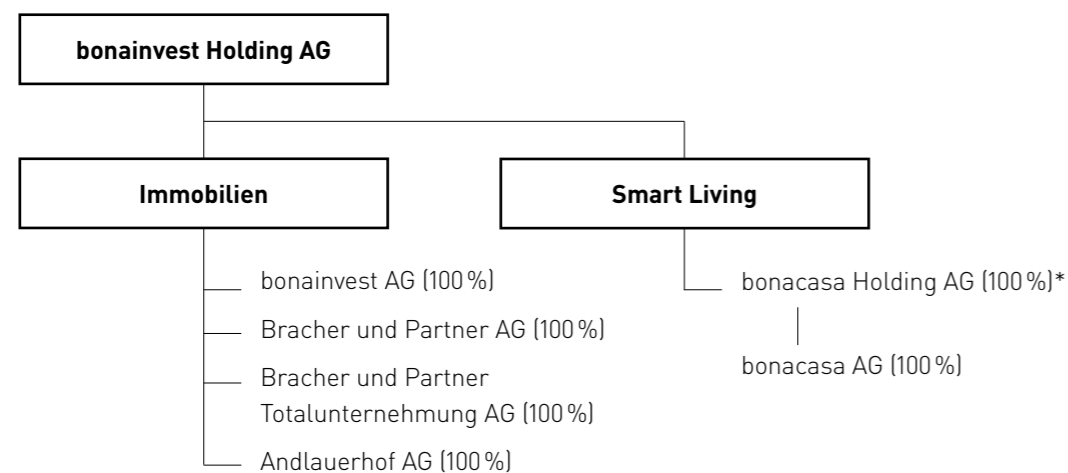 bonainvest Holding AG
Immobilien
Smart Living
bonainvest AG (100 %)
Bracher und Partner AG (100 %)
Bracher und Partner
Totalunternehmung AG (100 %)
Andlauerhof AG (100 %)
bonacasa Holding AG (100 %)*
bonacasa AG (100 %)